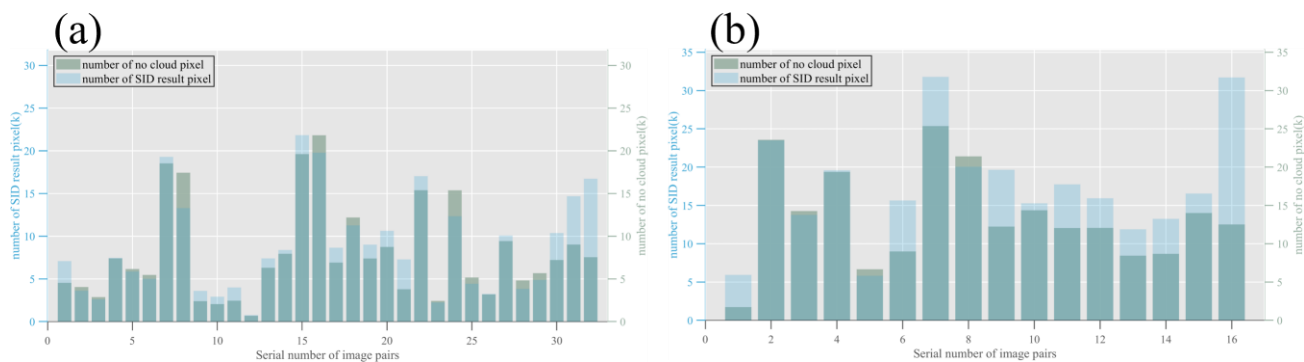 (a)
number of no cloud pixel
number of SID result pixel
number of SID result pixel(k)
30
25
20
15
10
5
0
30
25
20
15
10
5
0
number of no cloud pixel(k)
0 5 10 15 20 25 30
Serial number of image pairs
(b)
number of no cloud pixel
number of SID result pixel
number of SID result pixel(k)
35
30
25
20
15
10
5
0
35
30
25
20
15
10
5
0
number of no cloud pixel(k)
0 2 4 6 8 10 12 14 16
Serial number of image pairs